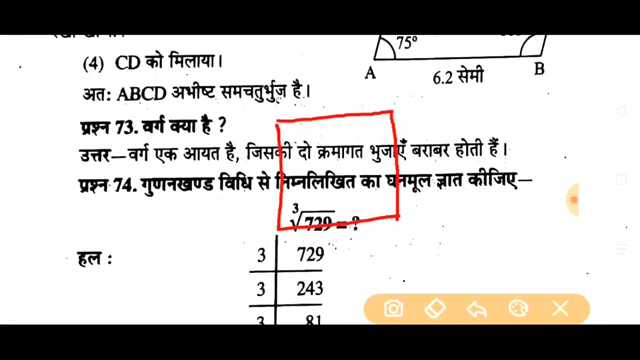 (4) CD को मिलाया।
75°
A B
6.2 सेमी
अत: ABCD अभीष्ट समचतुर्भुज है।
प्रश्न 73. वर्ग क्या है ?
उत्तर– वर्ग एक आयत है, जिसकी दो क्रमागत भुजाएँ बराबर होती हैं।
प्रश्न 74. गुणनखण्ड विधि से निम्नलिखित का घनमूल ज्ञात कीजिए–
∛729 = ?
हल :
3 729
3 243
3 81